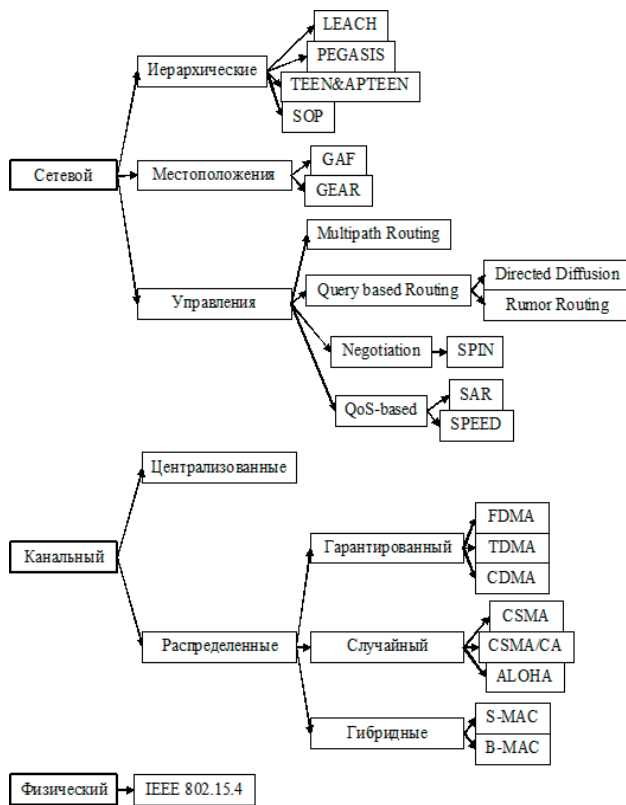 LEACH
PEGASIS
Иерархические
TEEN&APTEEN
SOP
GAF
Сетевой
Местоположения
GEAR
Multipath Routing
Directed Diffusion
Query based Routing
Управления
Rumor Routing
Negotiation
SPIN
SAR
QoS-based
SPEED
Централизованные
FDMA
Канальный
Гарантированный
TDMA
CDMA
CSMA
Распределенные
Случайный
CSMA/CA
ALOHA
S-MAC
Гибридные
B-MAC
Физический
IEEE 802.15.4